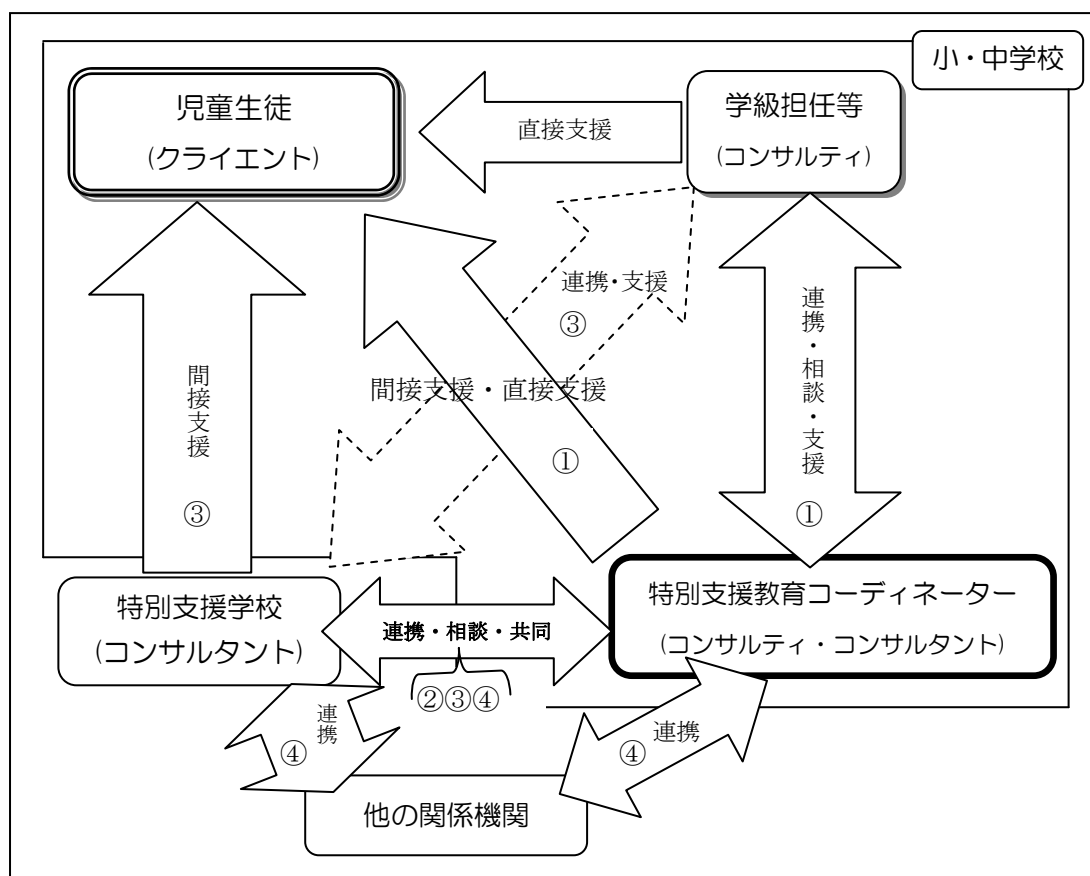 小・中学校
児童生徒
(クライエント)
直接支援
学級担任等
(コンサルティ)
連携・支援
③
連携・相談・支援
①
間接支援・直接支援
①
間接支援
③
特別支援学校
(コンサルタント)
連携・相談・共同
②③④
特別支援教育コーディネーター
(コンサルティ・コンサルタント)
連携
④
④
連携
他の関係機関